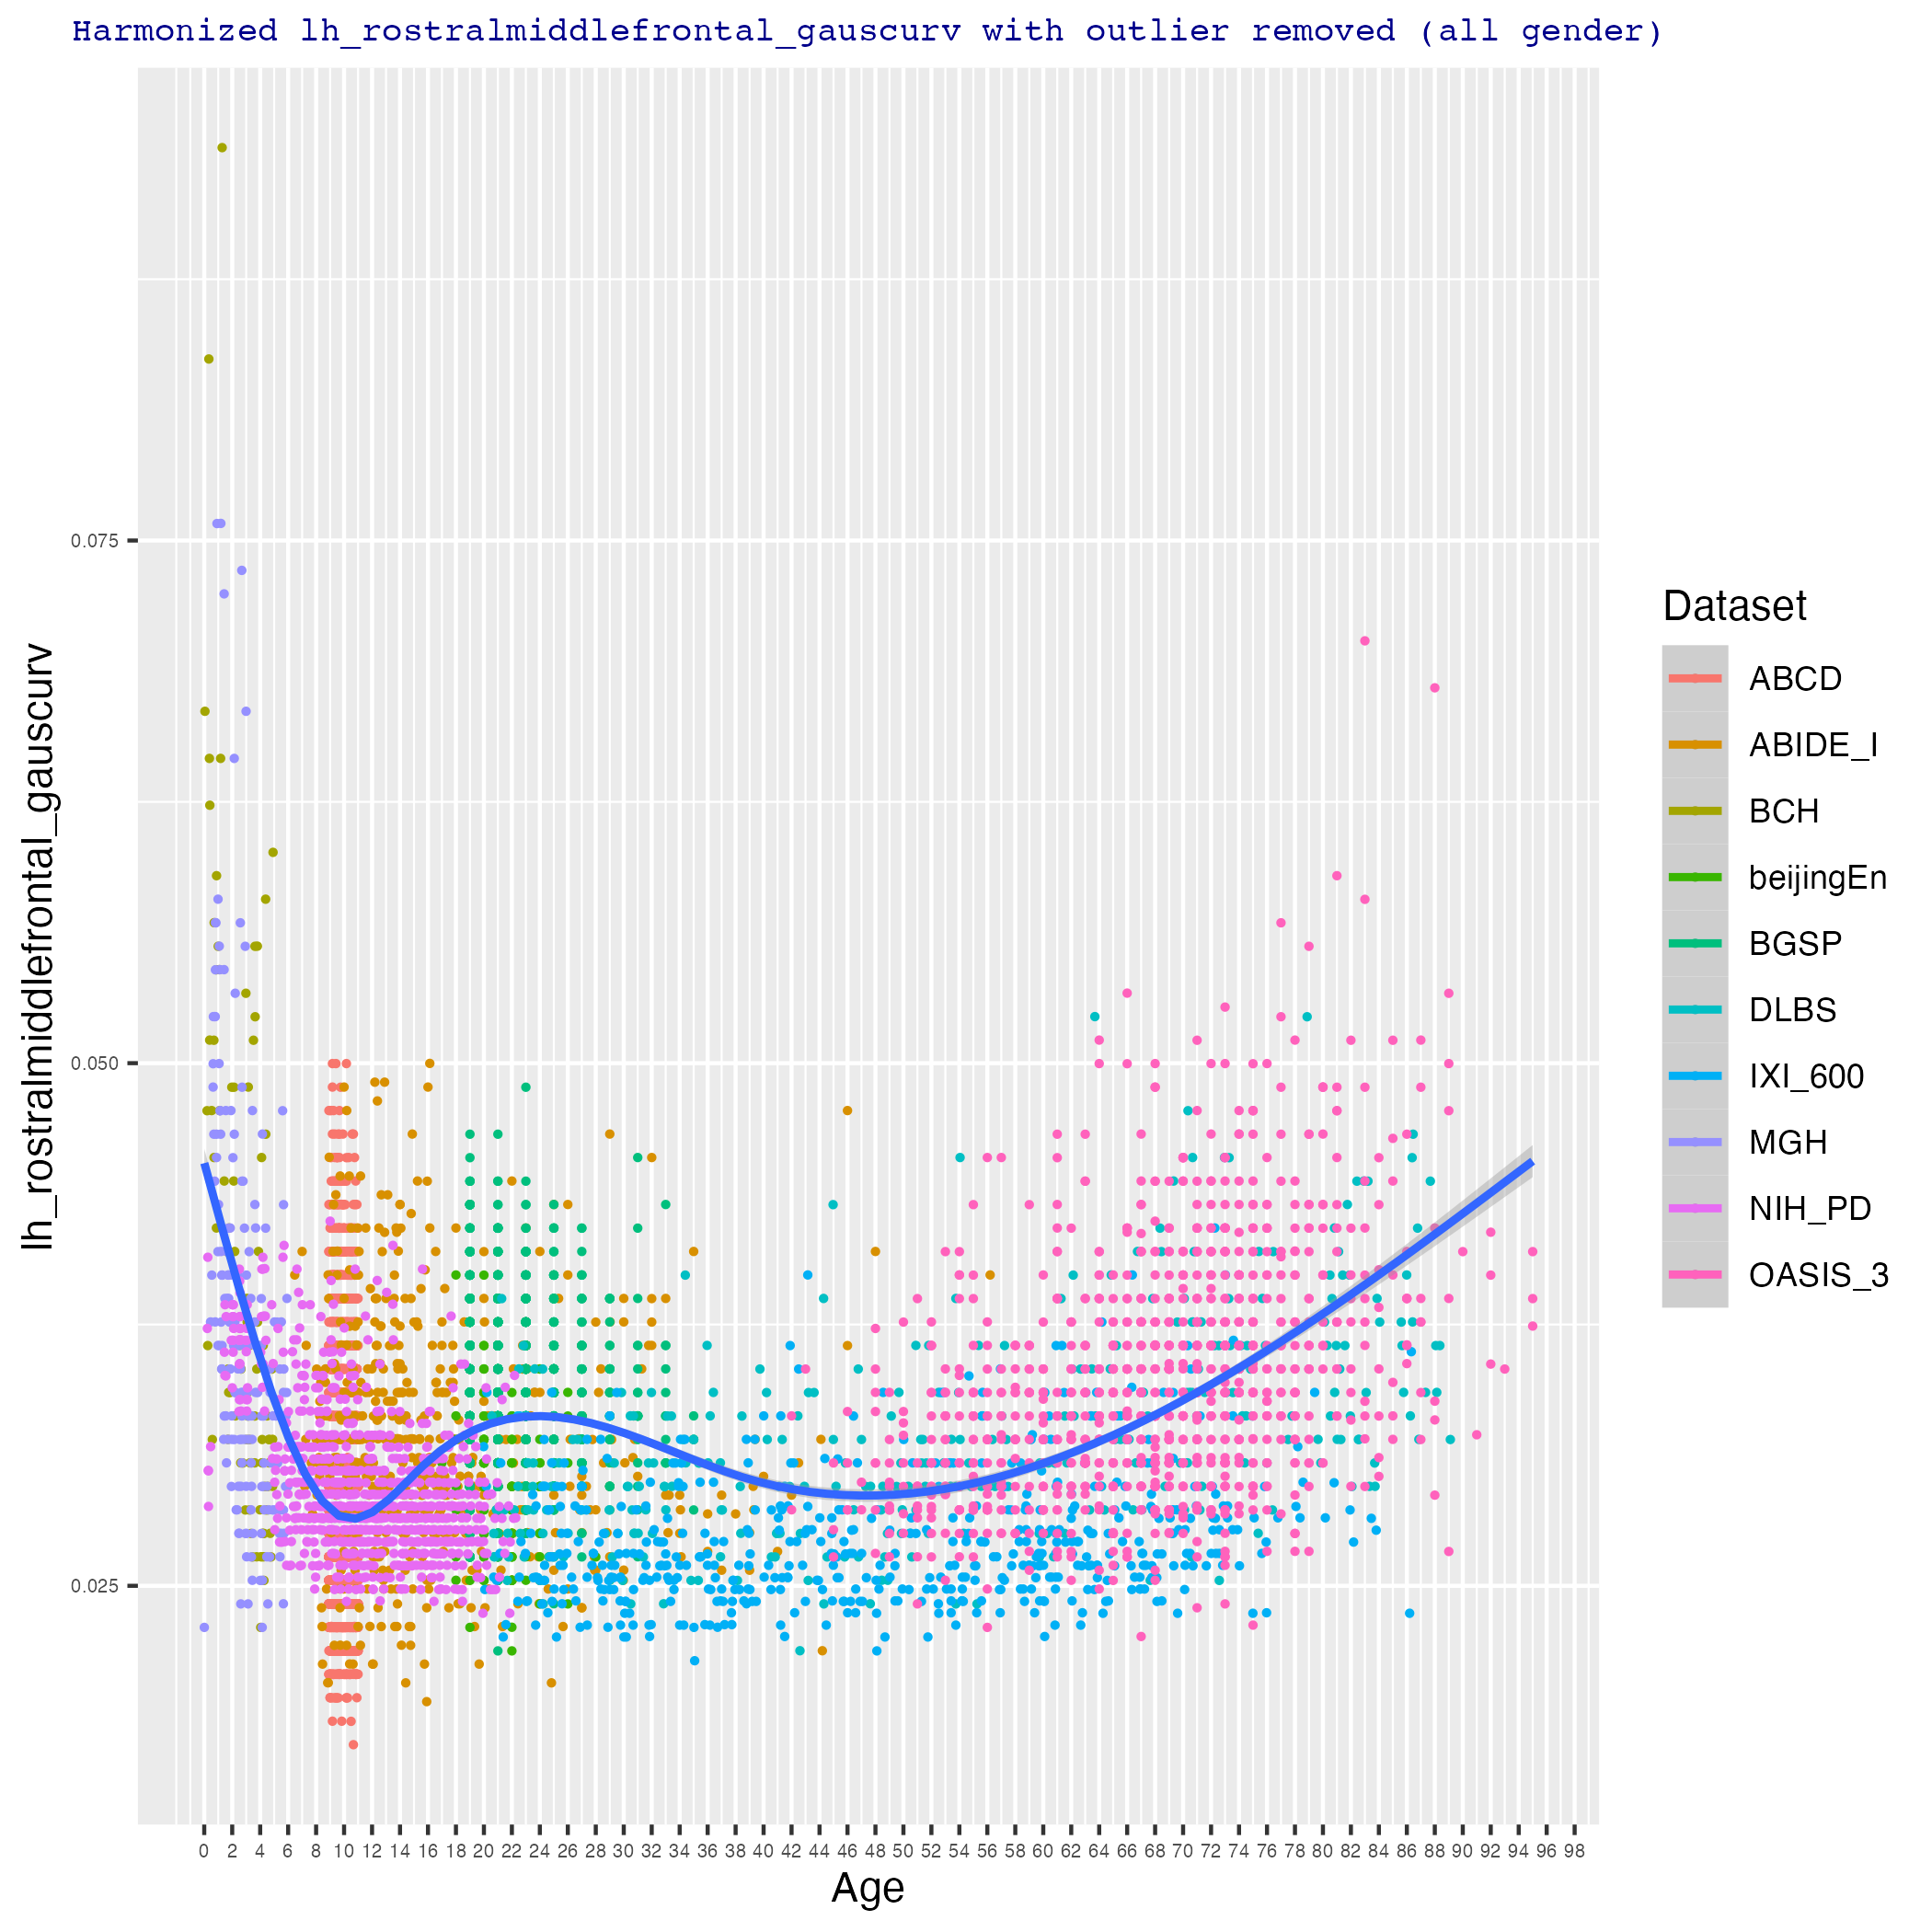 Harmonized lh_rostralmiddlefrontal_gauscurv with outlier removed (all gender)
lh_rostralmiddlefrontal_gauscurv
0.075
0.050
0.025
0 2 4 6 8 10 12 14 16 18 20 22 24 26 28 30 32 34 36 38 40 42 44 46 48 50 52 54 56 58 60 62 64 66 68 70 72 74 76 78 80 82 84 86 88 90 92 94 96 98
Age
Dataset
ABCD
ABIDE_I
BCH
beijingEn
BGSP
DLBS
IXI_600
MGH
NIH_PD
OASIS_3